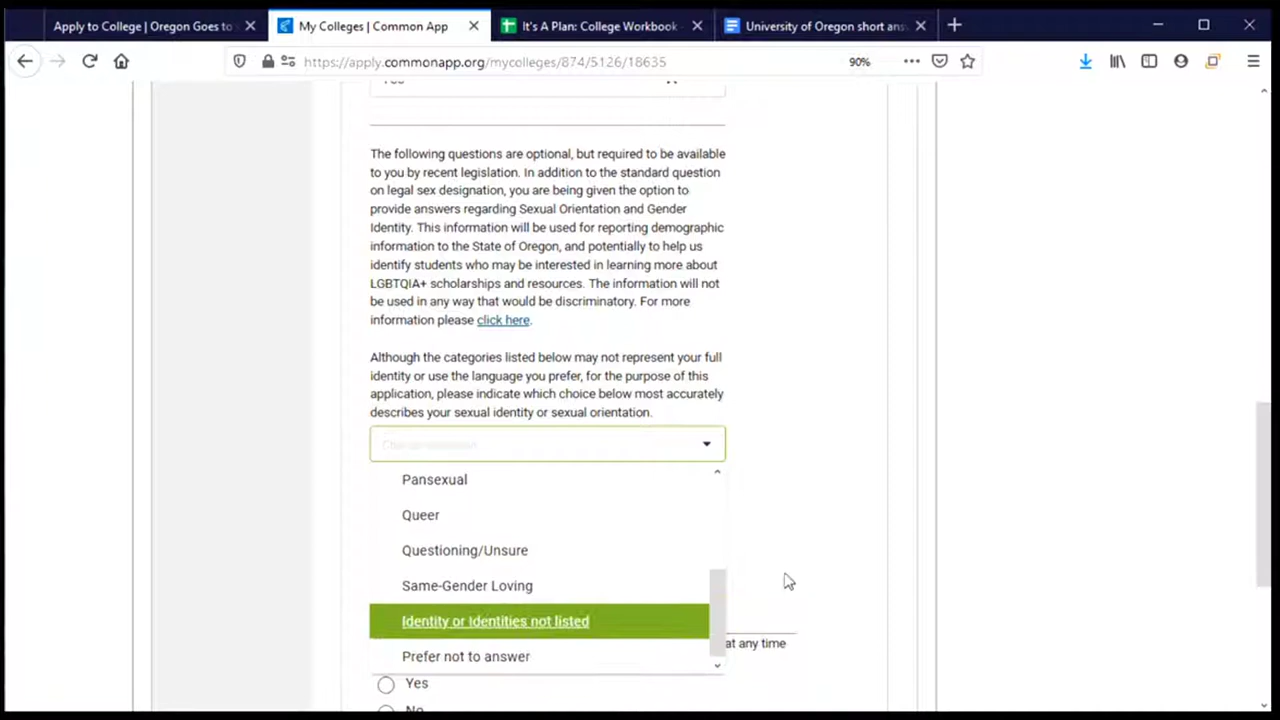 Apply to College | Oregon Goes to
My Colleges | Common App
It's A Plan: College Workbook -
University of Oregon short ans
https://apply.commonapp.org/mycolleges/874/5126/18635
90%
The following questions are optional, but required to be available
to you by recent legislation. In addition to the standard question
on legal sex designation, you are being given the option to
provide answers regarding Sexual Orientation and Gender
Identity. This information will be used for reporting demographic
information to the State of Oregon, and potentially to help us
identify students who may be interested in learning more about
LGBTQIA+ scholarships and resources. The information will not
be used in any way that would be discriminatory. For more
information please click here.
Although the categories listed below may not represent your full
identity or use the language you prefer, for the purpose of this
application, please indicate which choice below most accurately
describes your sexual identity or sexual orientation.
Pansexual
Queer
Questioning/Unsure
Same-Gender Loving
Identity or Identities not listed
at any time
Prefer not to answer
Yes
No